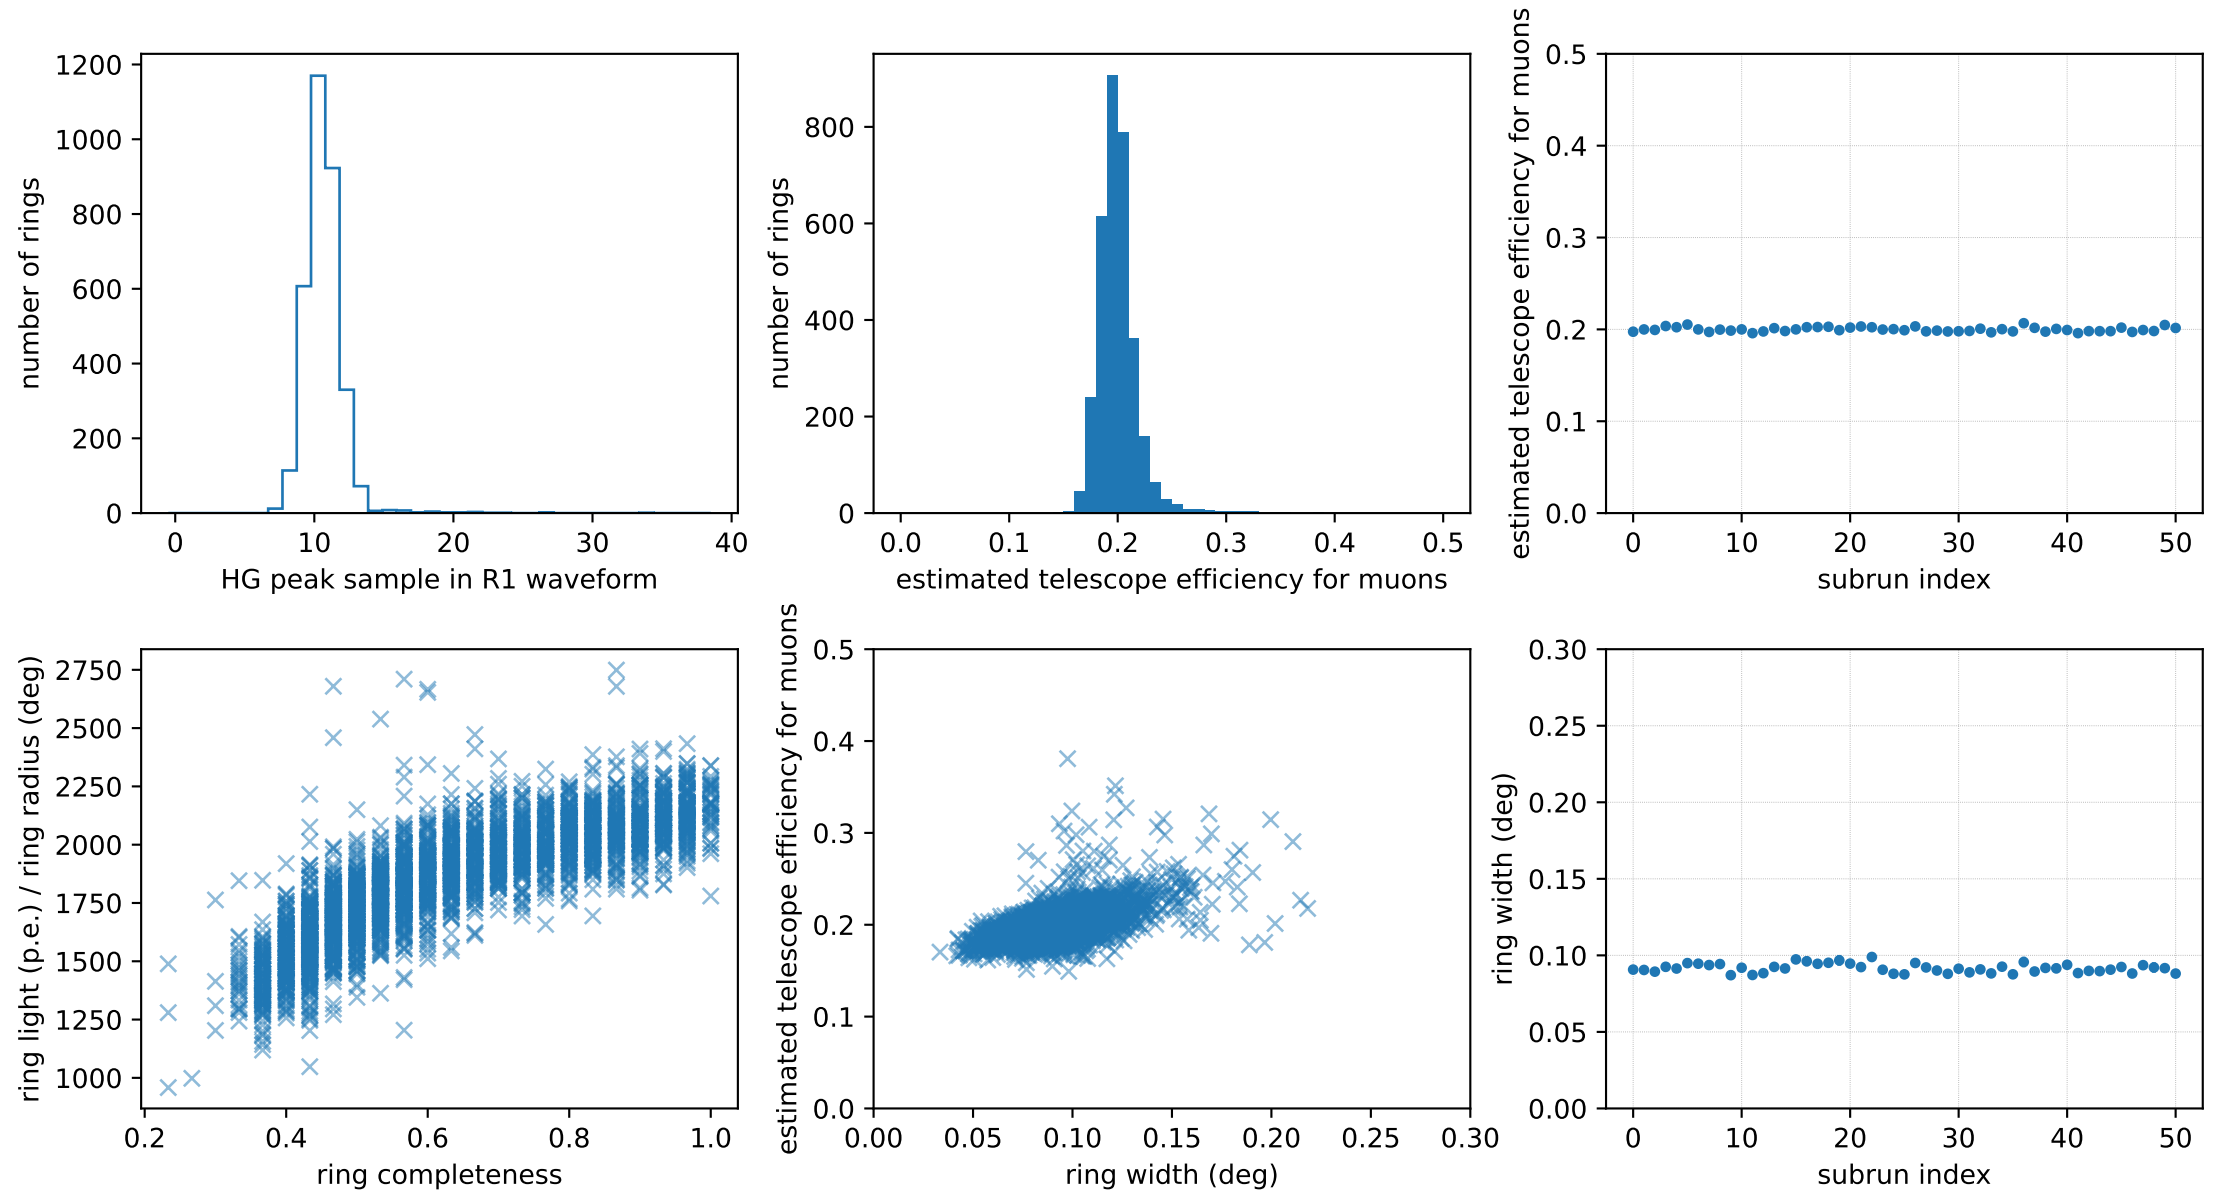 number of rings
1200
1000
800
600
400
200
0
0 10 20 30 40
HG peak sample in R1 waveform
number of rings
800
600
400
200
0
0.0 0.1 0.2 0.3 0.4 0.5
estimated telescope efficiency for muons
estimated telescope efficiency for muons
0.5
0.4
0.3
0.2
0.1
0.0
0 10 20 30 40 50
subrun index
ring light (p.e.) / ring radius (deg)
2750
2500
2250
2000
1750
1500
1250
1000
0.2 0.4 0.6 0.8 1.0
ring completeness
estimated telescope efficiency for muons
0.5
0.4
0.3
0.2
0.1
0.0
0.00 0.05 0.10 0.15 0.20 0.25 0.30
ring width (deg)
ring width (deg)
0.30
0.25
0.20
0.15
0.10
0.05
0.00
0 10 20 30 40 50
subrun index